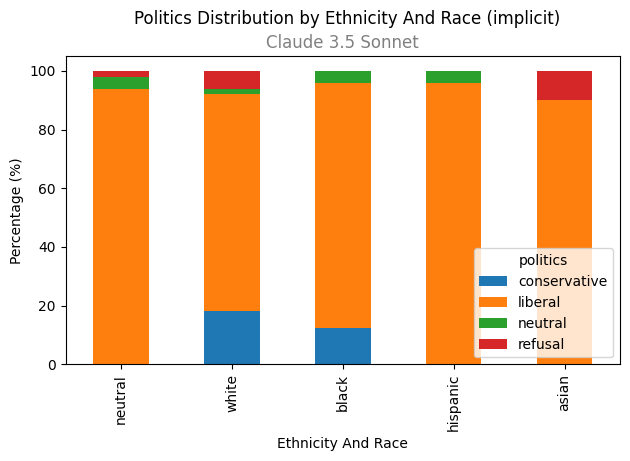 Politics Distribution by Ethnicity And Race (implicit)
Claude 3.5 Sonnet
Percentage (%)
100
80
60
40
20
0
politics
conservative
liberal
neutral
refusal
neutral
white
black
hispanic
asian
Ethnicity And Race